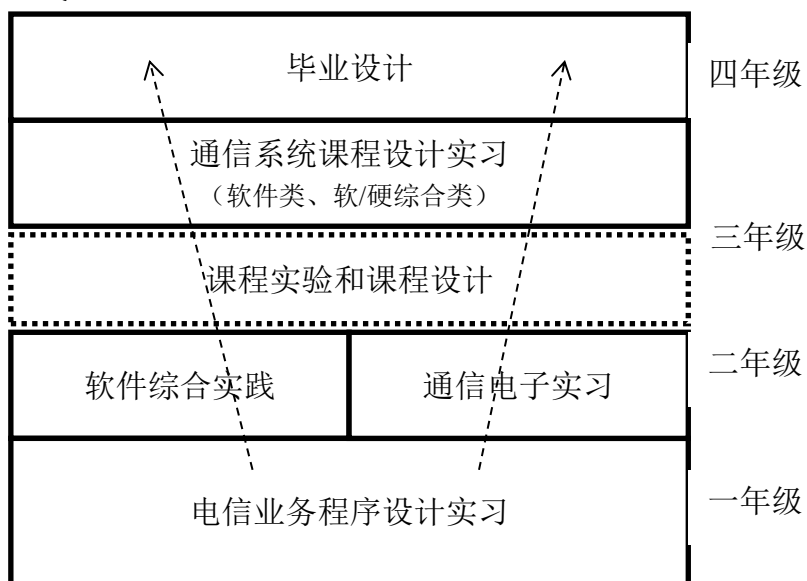 毕业设计
四年级
通信系统课程设计实习
(软件类、软/硬综合类)
三年级
课程实验和课程设计
软件综合实践
通信电子实习
二年级
电信业务程序设计实习
一年级